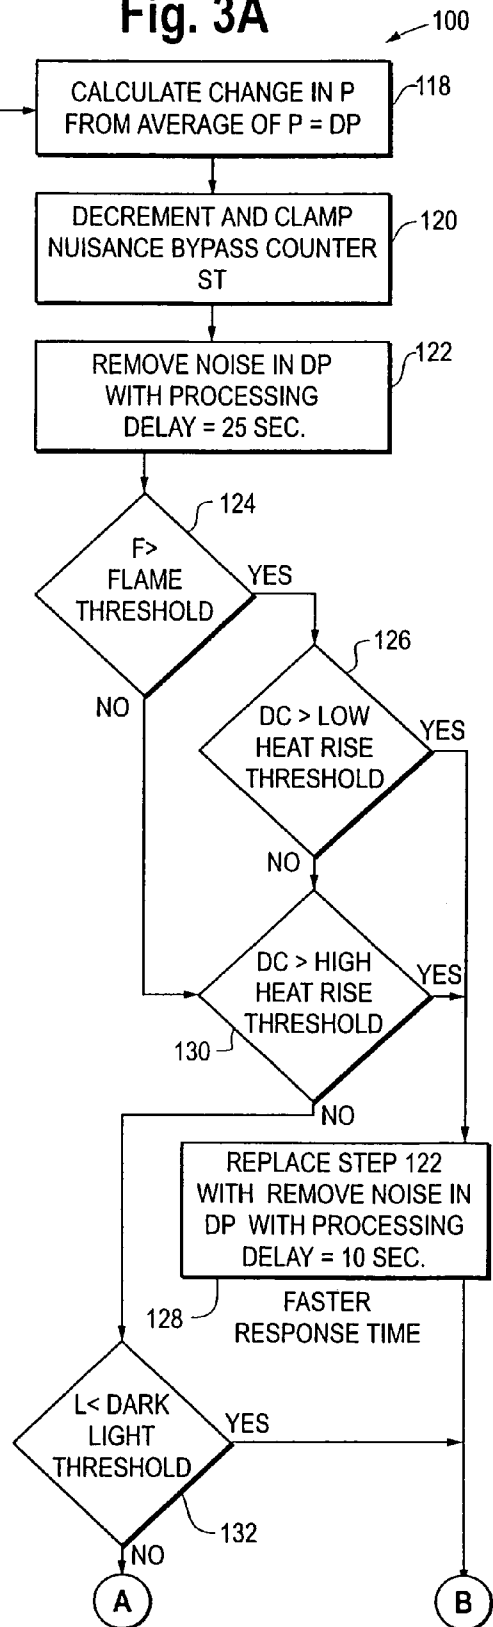 Fig. 3A
100
CALCULATE CHANGE IN P
FROM AVERAGE OF P = DP
118
DECREMENT AND CLAMP
NUISANCE BYPASS COUNTER
ST
120
REMOVE NOISE IN DP
WITH PROCESSING
DELAY = 25 SEC.
122
124
F>
FLAME
THRESHOLD
YES
NO
126
DC > LOW
HEAT RISE
THRESHOLD
YES
NO
DC > HIGH
HEAT RISE
THRESHOLD
YES
130
NO
REPLACE STEP 122
WITH REMOVE NOISE IN
DP WITH PROCESSING
DELAY = 10 SEC.
128
FASTER
RESPONSE TIME
L< DARK
LIGHT
THRESHOLD
YES
132
NO
A
B